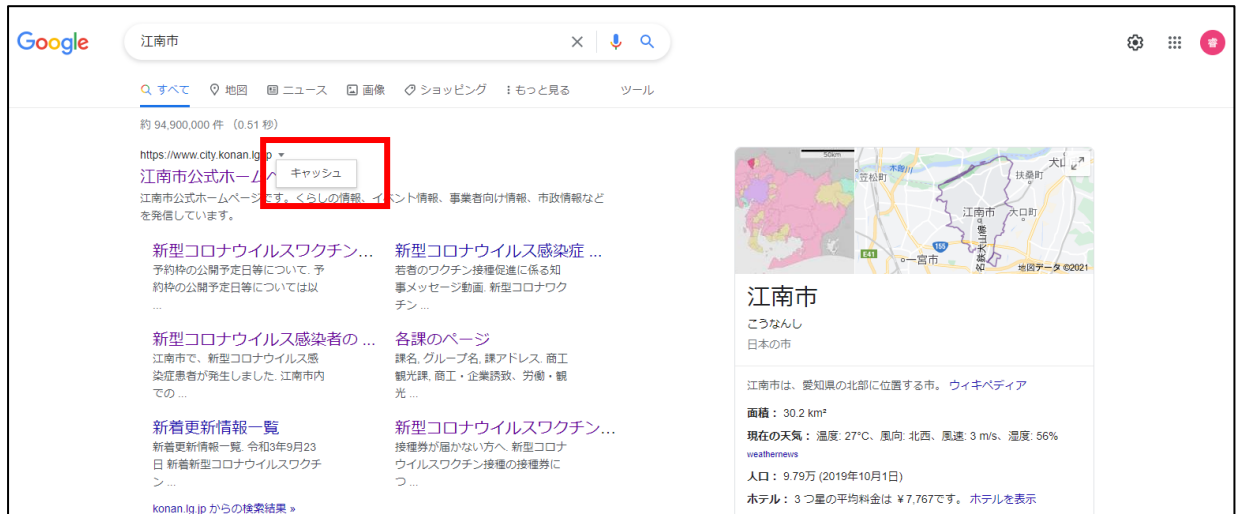 Google
江南市
すべて 地図 ニュース 画像 ショッピング もっと見る ツール
約 94,900,000 件 (0.51 秒)
https://www.city.konan.lg.jp
キャッシュ
江南市公式ホームペ
江南市公式ホームページです。くらしの情報、イベント情報、事業者向け情報、市政情報など
を発信しています。
新型コロナウイルスワクチン...
予約枠の公開予定日等について. 予
約枠の公開予定日等については以
...
新型コロナウイルス感染症 ...
若者のワクチン接種促進に係る知
事メッセージ動画. 新型コロナワク
チン ...
新型コロナウイルス感染者の ...
江南市で、新型コロナウイルス感
染症患者が発生しました. 江南市内
での ...
各課のページ
課名, グループ名, 課アドレス. 商工
観光課, 商工・企業誘致、労働・観
光 ...
新着更新情報一覧
新着更新情報一覧. 令和3年9月23
日 新着新型コロナウイルスワクチ
ン ...
新型コロナウイルスワクチン...
接種券が届かない方へ. 新型コロナ
ウイルスワクチン接種の接種券に
つ ...
konan.lg.jp からの検索結果 »
睿
50km
木曽川
笠松町
犬山
扶桑町
江南市
大口町
155
E41
一宮市
名鉄犬山線
地図データ ©2021
江南市
こうなんし
日本の市
江南市は、愛知県の北部に位置する市。 ウィキペディア
面積： 30.2 km²
現在の天気： 温度: 27°C、風向: 北西、風速: 3 m/s、湿度: 56%
weathernews
人口： 9.79万 (2019年10月1日)
ホテル： 3 つ星の平均料金は ¥7,767です。 ホテルを表示